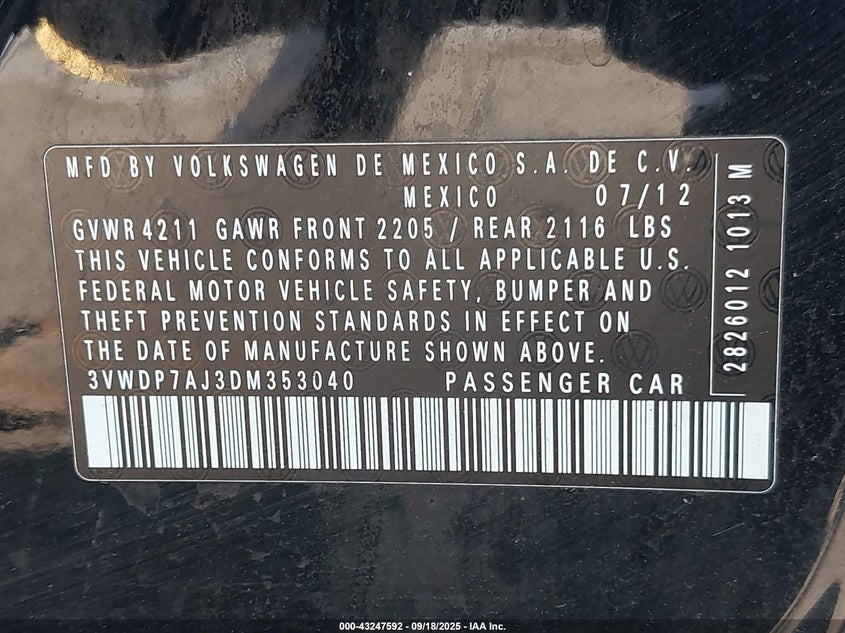 MFD BY VOLKSWAGEN DE MEXICO S.A. DE C.V.
MEXICO 07/12
GVWR 4211 GAWR FRONT 2205 / REAR 2116 LBS
THIS VEHICLE CONFORMS TO ALL APPLICABLE U.S.
FEDERAL MOTOR VEHICLE SAFETY, BUMPER AND
THEFT PREVENTION STANDARDS IN EFFECT ON
THE DATE OF MANUFACTURE SHOWN ABOVE.
3VWDP7AJ3DM353040 PASSENGER CAR
2826012 1013 M
000-43247592 - 09/18/2025 - IAA Inc.